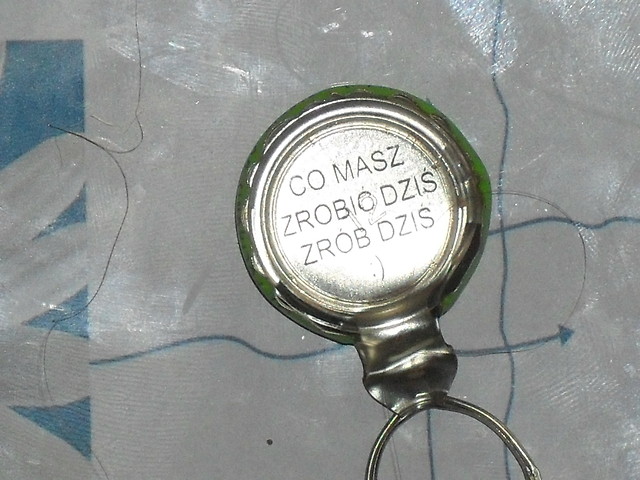 CO MASZ
ZROBIĆ DZIŚ
ZRÓB DZIŚ
:)